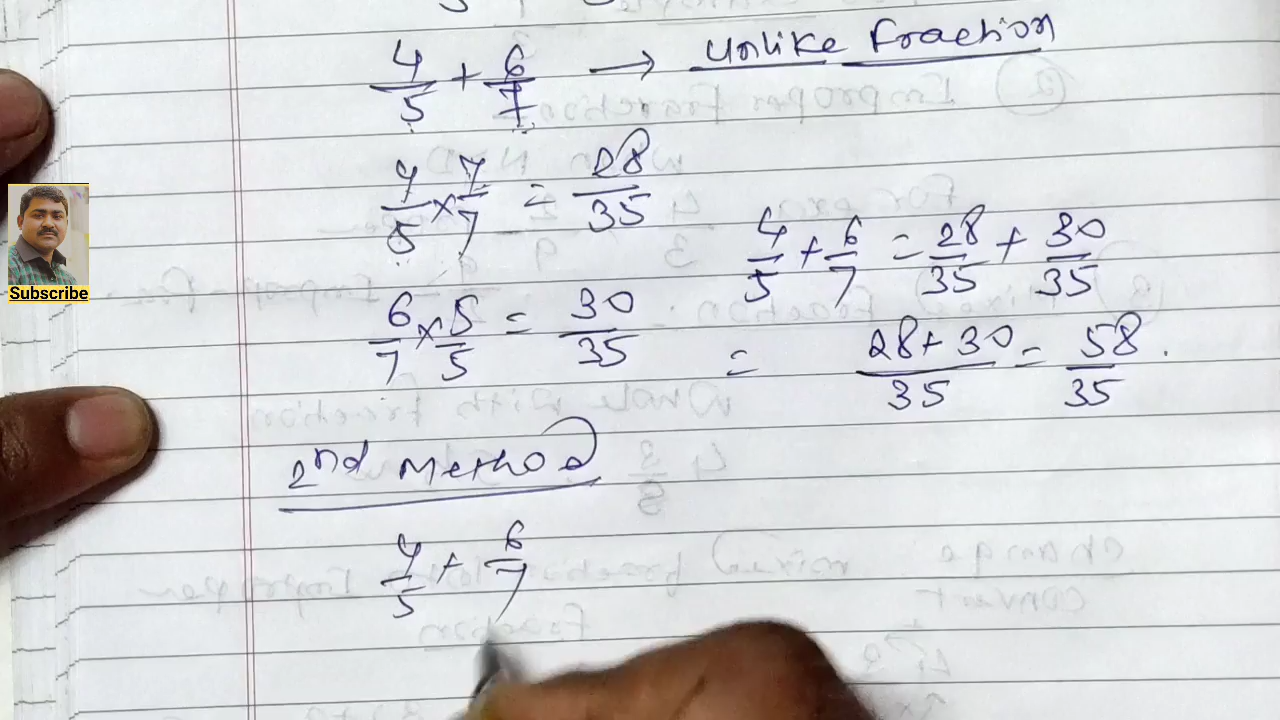 4/5 + 6/7 → Unlike Fraction
4/5 × 7/7 = 28/35
6/7 × 5/5 = 30/35
4/5 + 6/7 = 28/35 + 30/35
= 28+30/35 = 58/35 .
2nd Method
4/5 + 6/7
Subscribe